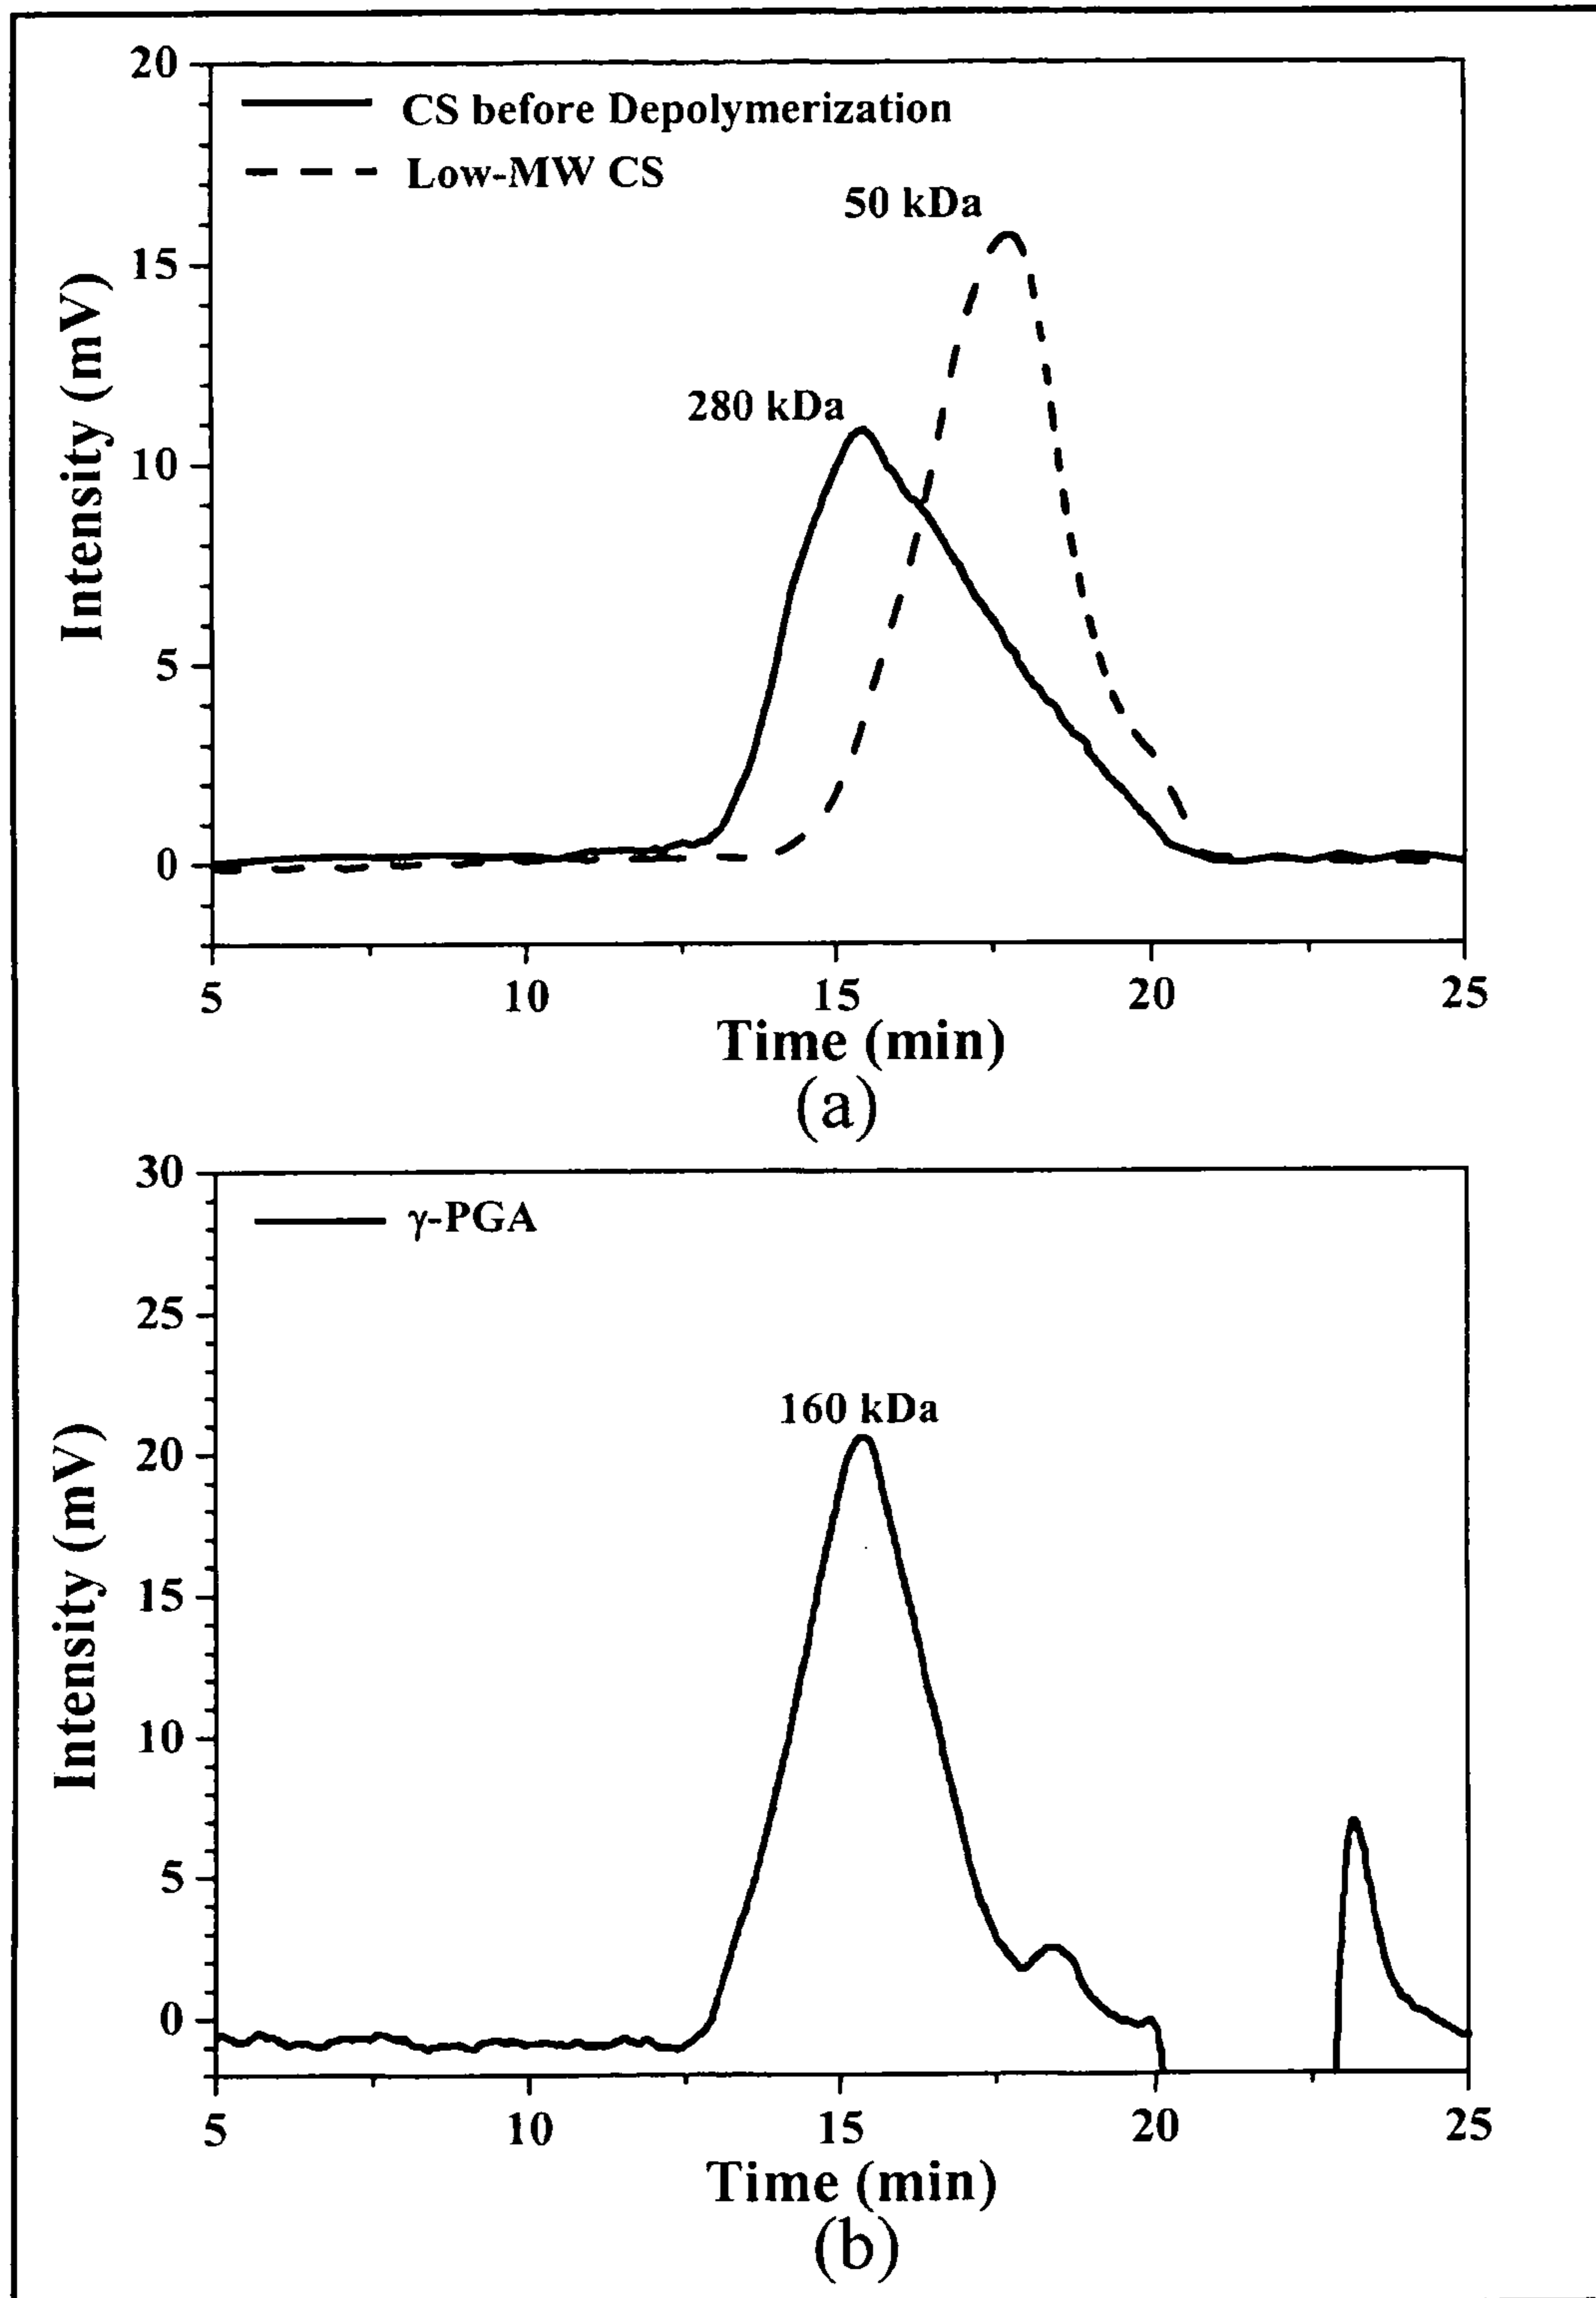 20
CS before Depolymerization
Low-MW CS
50 kDa
15
280 kDa
10
5
0
Intensity (mV)
5 10 15 20 25
Time (min)
(a)
30
γ-PGA
25
160 kDa
20
15
10
5
0
Intensity (mV)
5 10 15 20 25
Time (min)
(b)